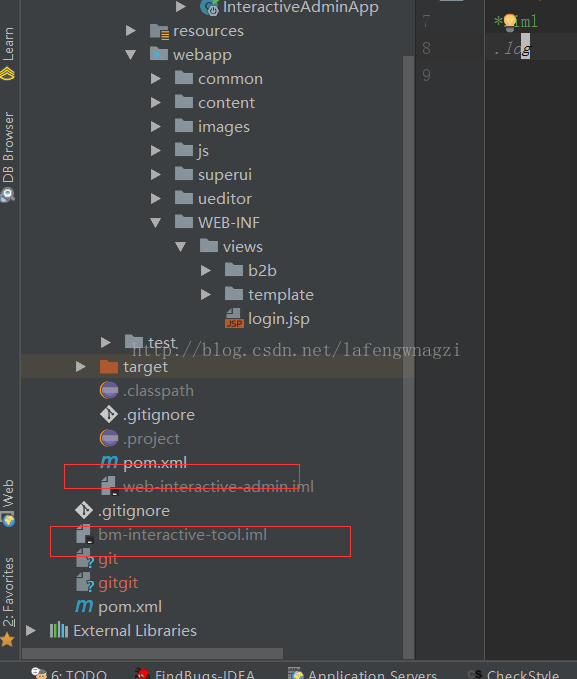 InteractiveAdminApp
resources
webapp
common
content
images
js
superui
ueditor
WEB-INF
views
b2b
template
login.jsp
test
http://blog.csdn.net/lafengwnagzi
target
.classpath
.gitignore
.project
pom.xml
web-interactive-admin.iml
.gitignore
bm-interactive-tool.iml
git
gitgit
pom.xml
External Libraries
Learn
DB Browser
Web
2: Favorites
7
8 .log
9
6: TODO FindBugs-IDEA Application Servers CheckStyle